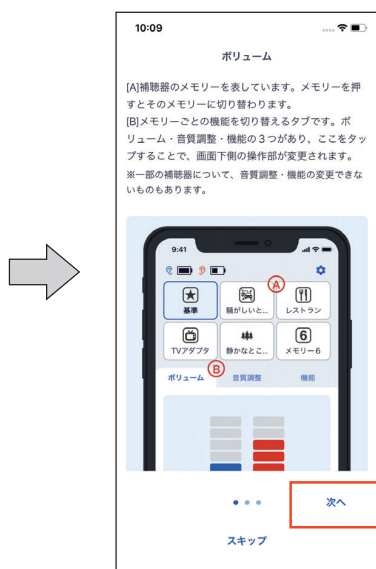 10:09
ボリューム
[A]補聴器のメモリーを表しています。メモリーを押
すとそのメモリーに切り替わります。
[B]メモリーごとの機能を切り替えるタブです。ボ
リューム・音質調整・機能の３つがあり、ここをタッ
プすることで、画面下側の操作部が変更されます。
※一部の補聴器について、音質調整・機能の変更できな
いものもあります。
9:41
A
基準
騒がしいと...
レストラン
TVアダプタ
静かなとこ...
6
メモリー６
B
ボリューム
音質調整
機能
次へ
スキップ